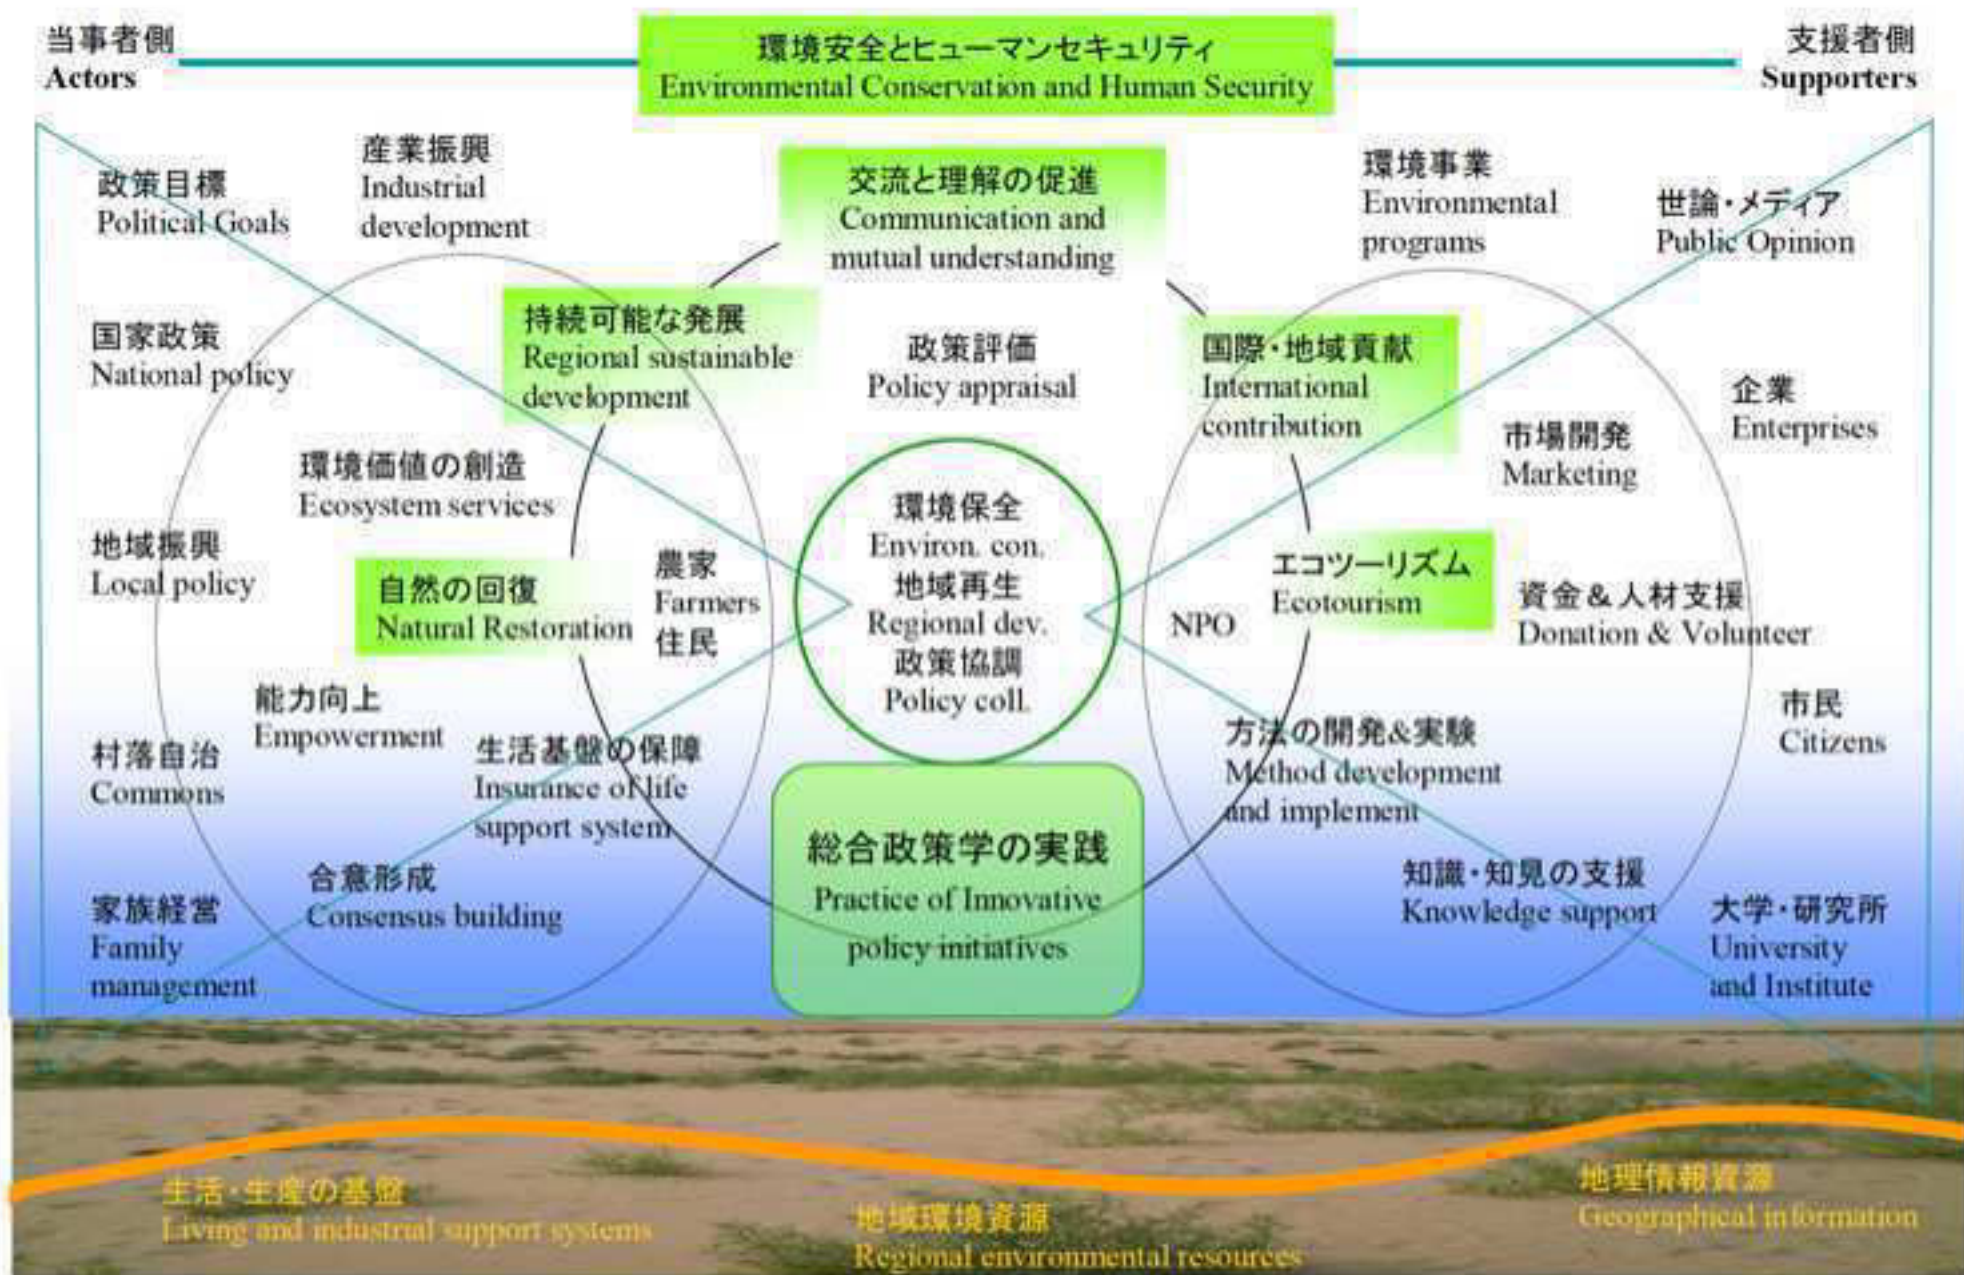 当事者側
Actors
環境安全とヒューマンセキュリティ
Environmental Conservation and Human Security
支援者側
Supporters
政策目標
Political Goals
産業振興
Industrial
development
交流と理解の促進
Communication and
mutual understanding
環境事業
Environmental
programs
世論・メディア
Public Opinion
国家政策
National policy
持続可能な発展
Regional sustainable
development
政策評価
Policy appraisal
国際・地域貢献
International
contribution
企業
Enterprises
市場開発
Marketing
環境価値の創造
Ecosystem services
環境保全
Environ. con.
地域再生
Regional dev.
政策協調
Policy coll.
地域振興
Local policy
自然の回復
Natural Restoration
農家
Farmers
住民
NPO
エコツーリズム
Ecotourism
資金＆人材支援
Donation & Volunteer
能力向上
Empowerment
村落自治
Commons
生活基盤の保障
Insurance of life
support system
方法の開発&実験
Method development
and implement
市民
Citizens
合意形成
Consensus building
家族経営
Family
management
総合政策学の実践
Practice of Innovative
policy initiatives
知識・知見の支援
Knowledge support
大学・研究所
University
and Institute
生活・生産の基盤
Living and industrial support systems
地域環境資源
Regional environmental resources
地理情報資源
Geographical information